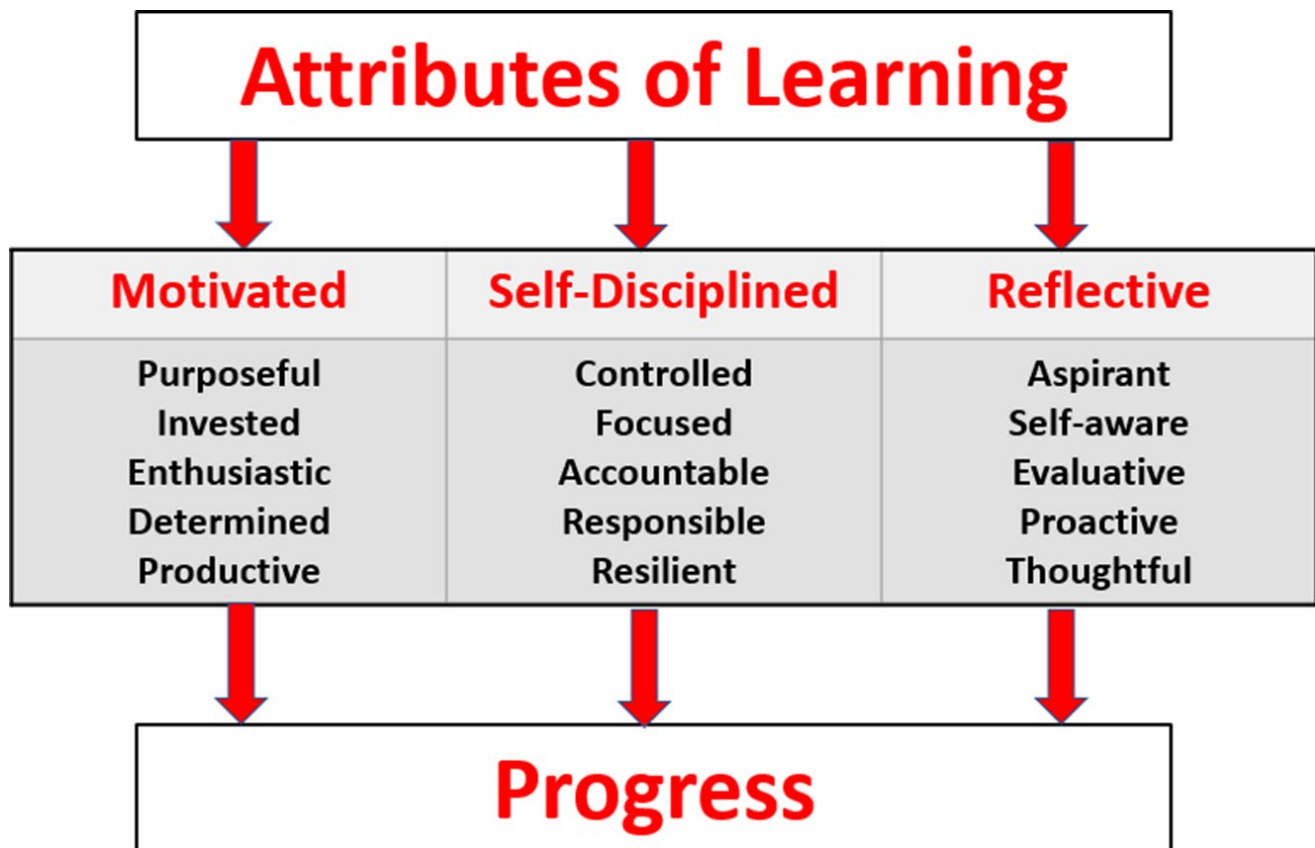 Attributes of Learning
Motivated
Self-Disciplined
Reflective
Purposeful
Invested
Enthusiastic
Determined
Productive
Controlled
Focused
Accountable
Responsible
Resilient
Aspirant
Self-aware
Evaluative
Proactive
Thoughtful
Progress